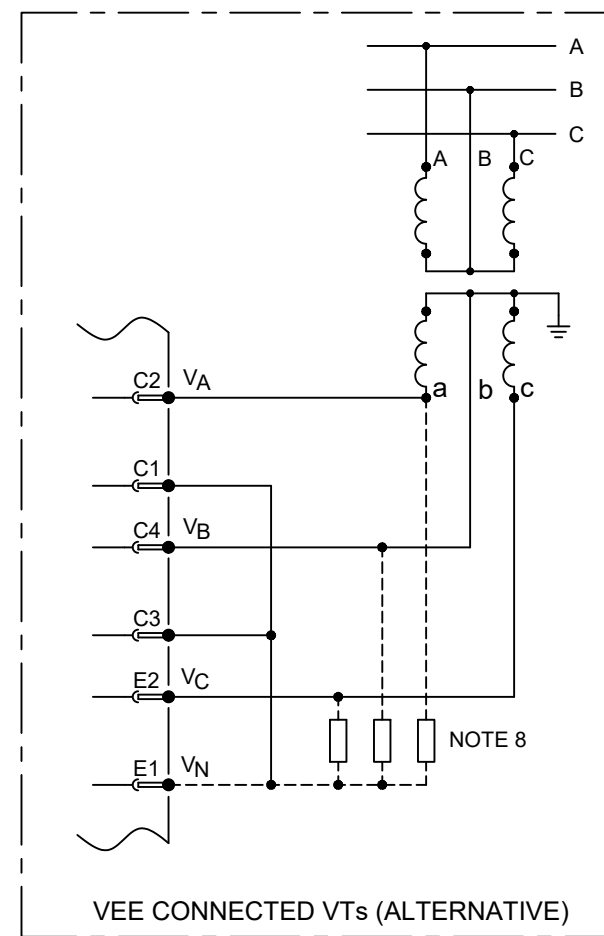 A
B
C
A B C
a b c
C2 VA
C1
C4 VB
C3
E2 VC
NOTE 8
E1 VN
VEE CONNECTED VTs (ALTERNATIVE)